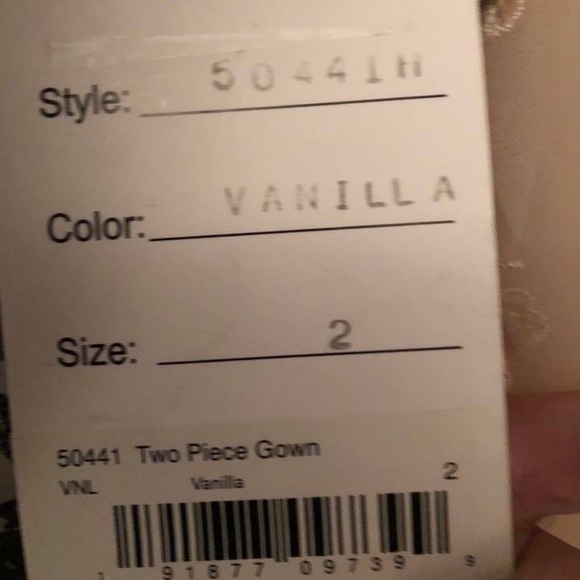 Style: 50441H
Color: VANILLA
Size: 2
50441 Two Piece Gown
VNL Vanilla 2
1 91877 09739 9